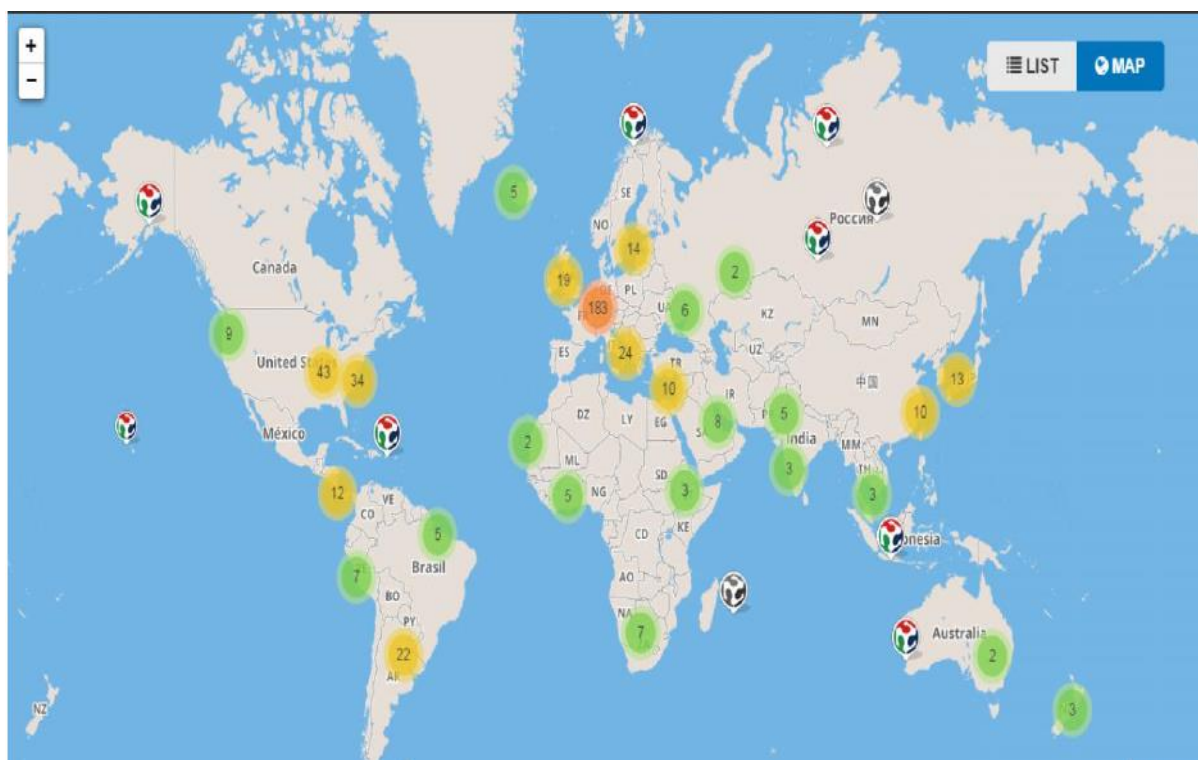 +
−
LIST
MAP
5
SE
Россия
NO
14
Canada
19
2
PL
183
UA
6
KZ
9
MN
ES
24
UZ
United States
43
34
TR
10
中国
13
IR
DZ
LY
EG
8
5
10
México
2
India
MM
ML
SD
3
TH
12
VE
5
NG
3
3
CO
KE
5
CD
onesia
Brasil
7
AO
BO
NA
PY
7
Australia
22
2
AR
NZ
3